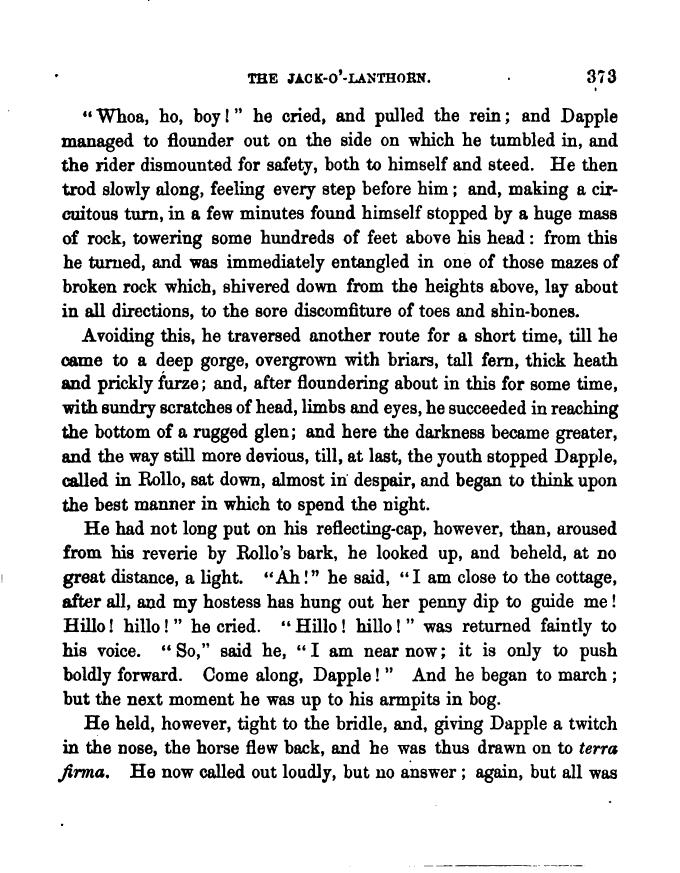 THE JACK-O'-LANTHORN. 373
"Whoa, ho, boy!" he cried, and pulled the rein; and Dapple
managed to flounder out on the side on which he tumbled in, and
the rider dismounted for safety, both to himself and steed. He then
trod slowly along, feeling every step before him; and, making a cir-
cuitous turn, in a few minutes found himself stopped by a huge mass
of rock, towering some hundreds of feet above his head: from this
he turned, and was immediately entangled in one of those mazes of
broken rock which, shivered down from the heights above, lay about
in all directions, to the sore discomfiture of toes and shin-bones.
Avoiding this, he traversed another route for a short time, till he
came to a deep gorge, overgrown with briars, tall fern, thick heath
and prickly furze; and, after floundering about in this for some time,
with sundry scratches of head, limbs and eyes, he succeeded in reaching
the bottom of a rugged glen; and here the darkness became greater,
and the way still more devious, till, at last, the youth stopped Dapple,
called in Rollo, sat down, almost in despair, and began to think upon
the best manner in which to spend the night.
He had not long put on his reflecting-cap, however, than, aroused
from his reverie by Rollo's bark, he looked up, and beheld, at no
great distance, a light. "Ah!" he said, "I am close to the cottage,
after all, and my hostess has hung out her penny dip to guide me!
Hillo! hillo!" he cried. "Hillo! hillo!" was returned faintly to
his voice. "So," said he, "I am near now; it is only to push
boldly forward. Come along, Dapple!" And he began to march;
but the next moment he was up to his armpits in bog.
He held, however, tight to the bridle, and, giving Dapple a twitch
in the nose, the horse flew back, and he was thus drawn on to terra
firma. He now called out loudly, but no answer; again, but all was